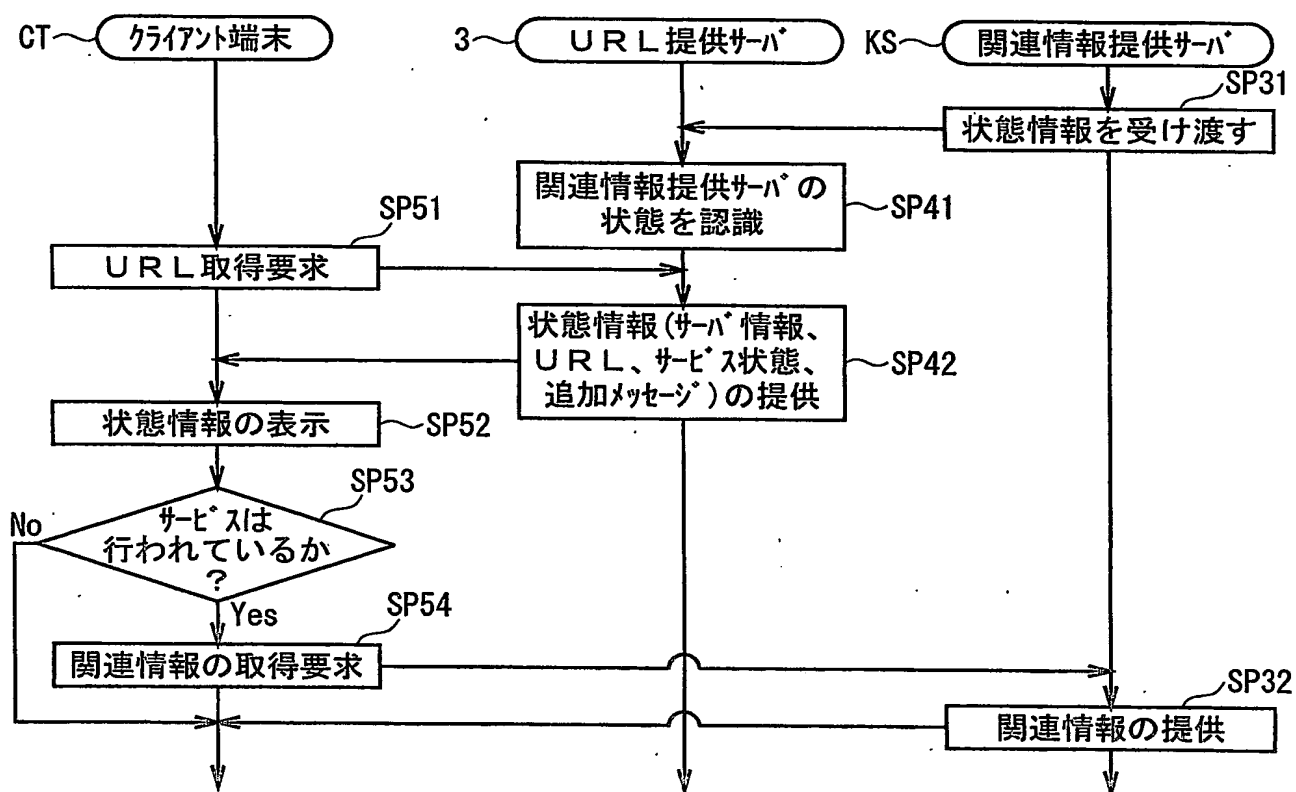 CT
クライアント端末
3
URL提供サーバ
KS
関連情報提供サーバ
SP31
状態情報を受け渡す
関連情報提供サーバの
状態を認識
SP41
SP51
URL取得要求
状態情報(サーバ情報、
URL、サービス状態、
追加メッセージ)の提供
SP42
状態情報の表示
SP52
SP53
No
サービスは
行われているか
?
Yes
SP54
関連情報の取得要求
SP32
関連情報の提供